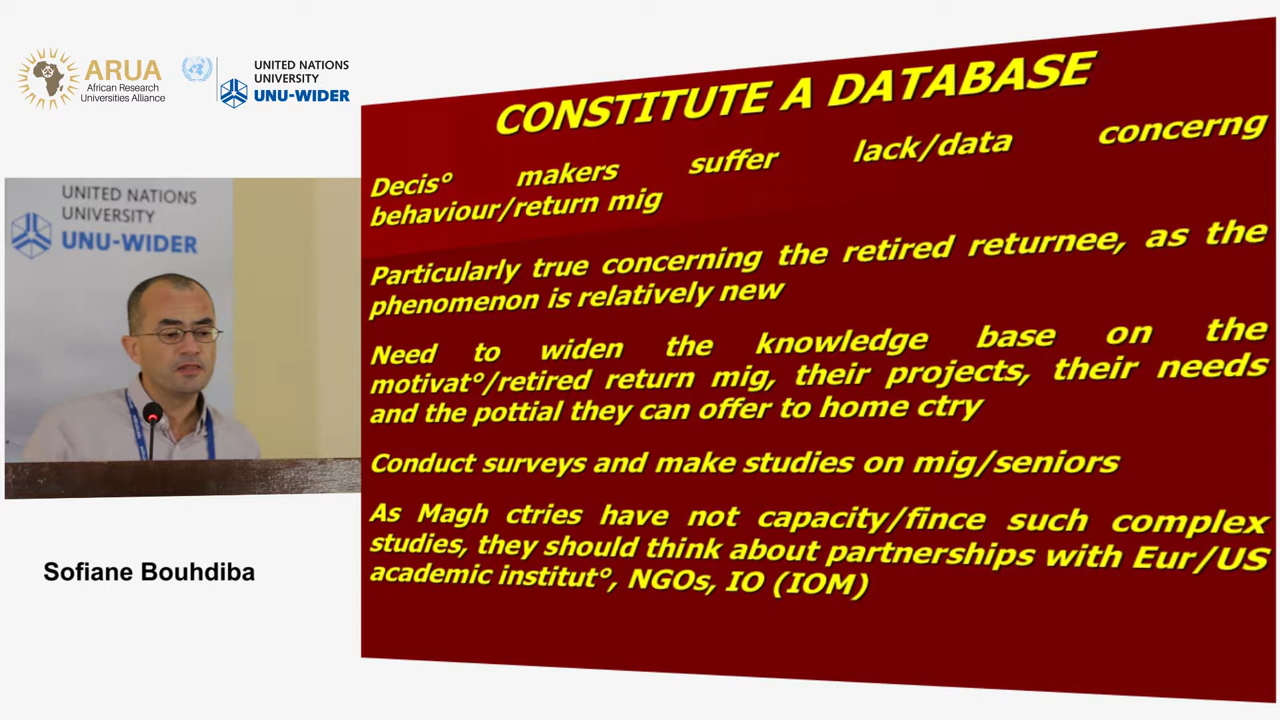 ARUA
African Research
Universities Alliance
UNITED NATIONS
UNIVERSITY
UNU-WIDER
UNITED NATIONS
UNIVERSITY
UNU-WIDER
Sofiane Bouhdiba
CONSTITUTE A DATABASE
Decis° makers suffer lack/data concerng
behaviour/return mig
Particularly true concerning the retired returnee, as the
phenomenon is relatively new
Need to widen the knowledge base on the
motivat°/retired return mig, their projects, their needs
and the pottial they can offer to home ctry
Conduct surveys and make studies on mig/seniors
As Magh ctries have not capacity/fince such complex
studies, they should think about partnerships with Eur/US
academic institut°, NGOs, IO (IOM)